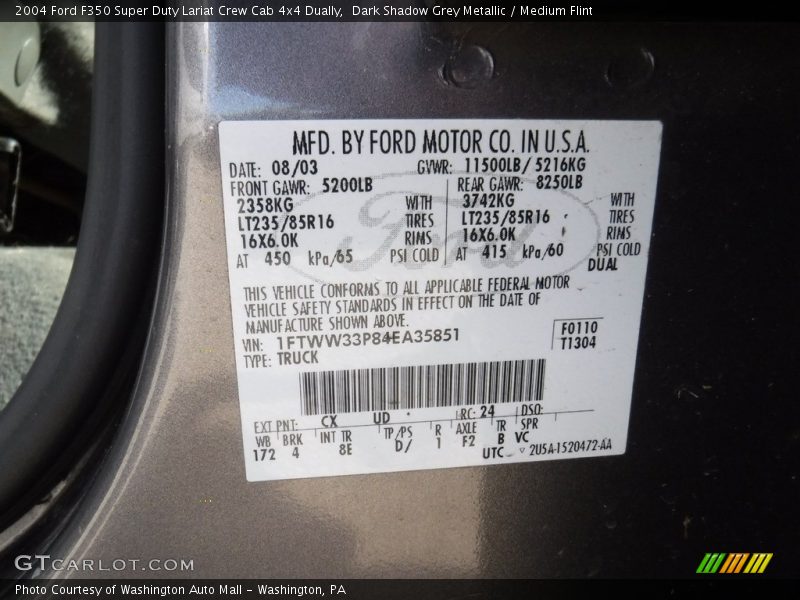 2004 Ford F350 Super Duty Lariat Crew Cab 4x4 Dually,  Dark Shadow Grey Metallic / Medium Flint
MFD. BY FORD MOTOR CO. IN U.S.A.
DATE: 08/03 GVWR: 11500LB/ 5216KG
FRONT GAWR: 5200LB REAR GAWR: 8250LB
2358KG WITH 3742KG WITH
LT235/85R16 TIRES LT235/85R16 TIRES
16X6.0K RIMS 16X6.0K RIMS
AT 450 kPa/65 PSI COLD AT 415 kPa/60 PSI COLD
DUAL
Ford
THIS VEHICLE CONFORMS TO ALL APPLICABLE FEDERAL MOTOR
VEHICLE SAFETY STANDARDS IN EFFECT ON THE DATE OF
MANUFACTURE SHOWN ABOVE.
VIN: 1FTWW33P84EA35851 F0110
TYPE: TRUCK T1304
EXT PNT: CX UD RC: 24 DSO:
WB BRK INT TR TP/PS R AXLE TR SPR
172 4 8E D/ 1 F2 B VC
UTC ▽ 2U5A-1520472-AA
GTCARLOT.COM
Photo Courtesy of Washington Auto Mall - Washington, PA